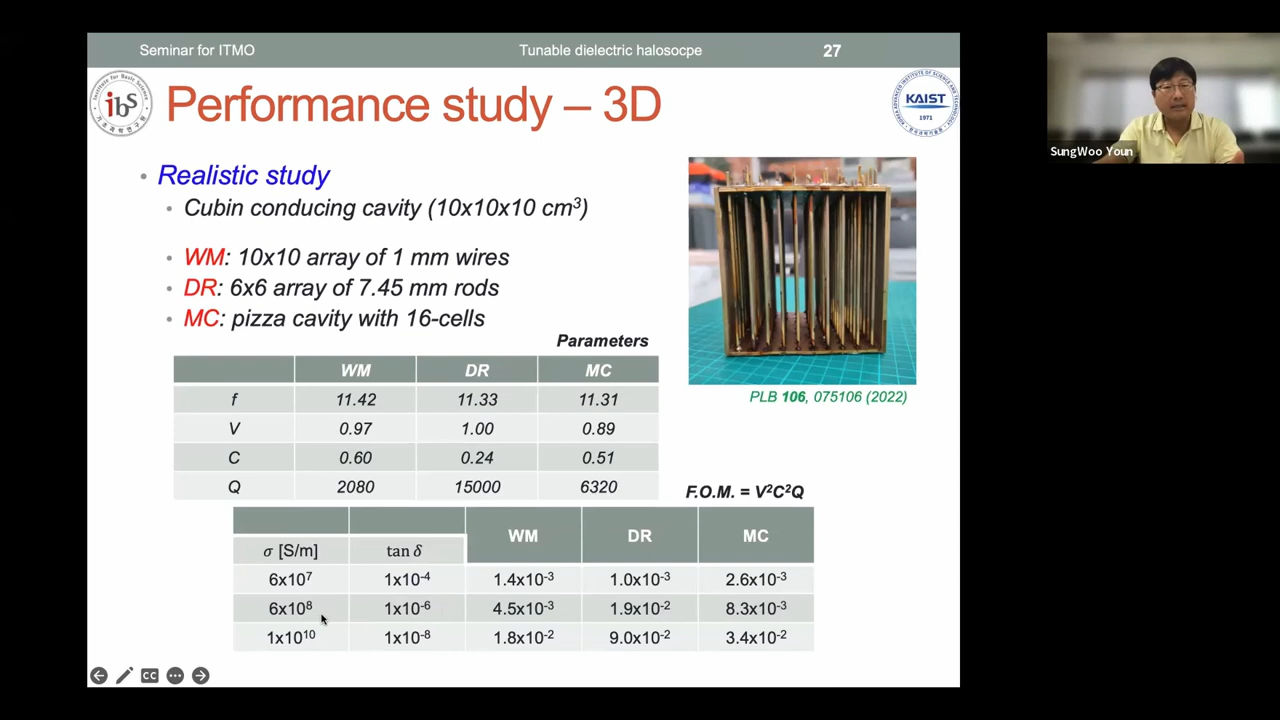 Seminar for ITMO
Tunable dielectric halosocpe
27
ibS
KAIST
1971
Performance study – 3D
• Realistic study
• Cubin conducing cavity (10x10x10 cm³)
• WM: 10x10 array of 1 mm wires
• DR: 6x6 array of 7.45 mm rods
• MC: pizza cavity with 16-cells
Parameters
WM DR MC
f 11.42 11.33 11.31
V 0.97 1.00 0.89
C 0.60 0.24 0.51
Q 2080 15000 6320
PLB 106, 075106 (2022)
F.O.M. = V²C²Q
WM DR MC
σ [S/m] tan δ
6x10⁷ 1x10⁻⁴ 1.4x10⁻³ 1.0x10⁻³ 2.6x10⁻³
6x10⁸ 1x10⁻⁶ 4.5x10⁻³ 1.9x10⁻² 8.3x10⁻³
1x10¹⁰ 1x10⁻⁸ 1.8x10⁻² 9.0x10⁻² 3.4x10⁻²
CC
SungWoo Youn